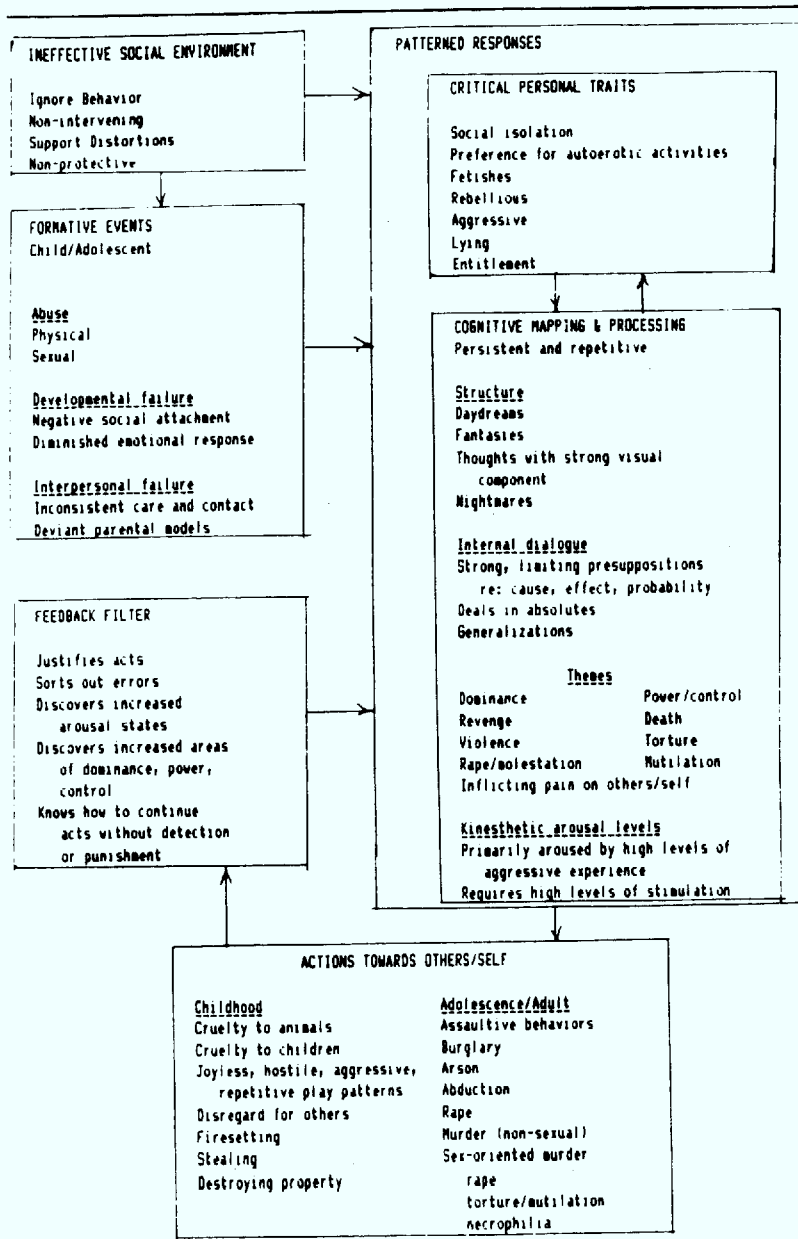 INEFFECTIVE SOCIAL ENVIRONMENT
Ignore Behavior
Non-intervening
Support Distortions
Non-protective
FORMATIVE EVENTS
Child/Adolescent
Abuse
Physical
Sexual
Developmental failure
Negative social attachment
Diminished emotional response
Interpersonal failure
Inconsistent care and contact
Deviant parental models
FEEDBACK FILTER
Justifies acts
Sorts out errors
Discovers increased
arousal states
Discovers increased areas
of dominance, power,
control
Knows how to continue
acts without detection
or punishment
PATTERNED RESPONSES
CRITICAL PERSONAL TRAITS
Social isolation
Preference for autoerotic activities
Fetishes
Rebellious
Aggressive
Lying
Entitlement
COGNITIVE MAPPING & PROCESSING
Persistent and repetitive
Structure
Daydreams
Fantasies
Thoughts with strong visual
component
Nightmares
Internal dialogue
Strong, limiting presuppositions
re: cause, effect, probability
Deals in absolutes
Generalizations
Themes
Dominance Power/control
Revenge Death
Violence Torture
Rape/molestation Mutilation
Inflicting pain on others/self
Kinesthetic arousal levels
Primarily aroused by high levels of
aggressive experience
Requires high levels of stimulation
ACTIONS TOWARDS OTHERS/SELF
Childhood
Cruelty to animals
Cruelty to children
Joyless, hostile, aggressive,
repetitive play patterns
Disregard for others
Firesetting
Stealing
Destroying property
Adolescence/Adult
Assaultive behaviors
Burglary
Arson
Abduction
Rape
Murder (non-sexual)
Sex-oriented murder
rape
torture/mutilation
necrophilia